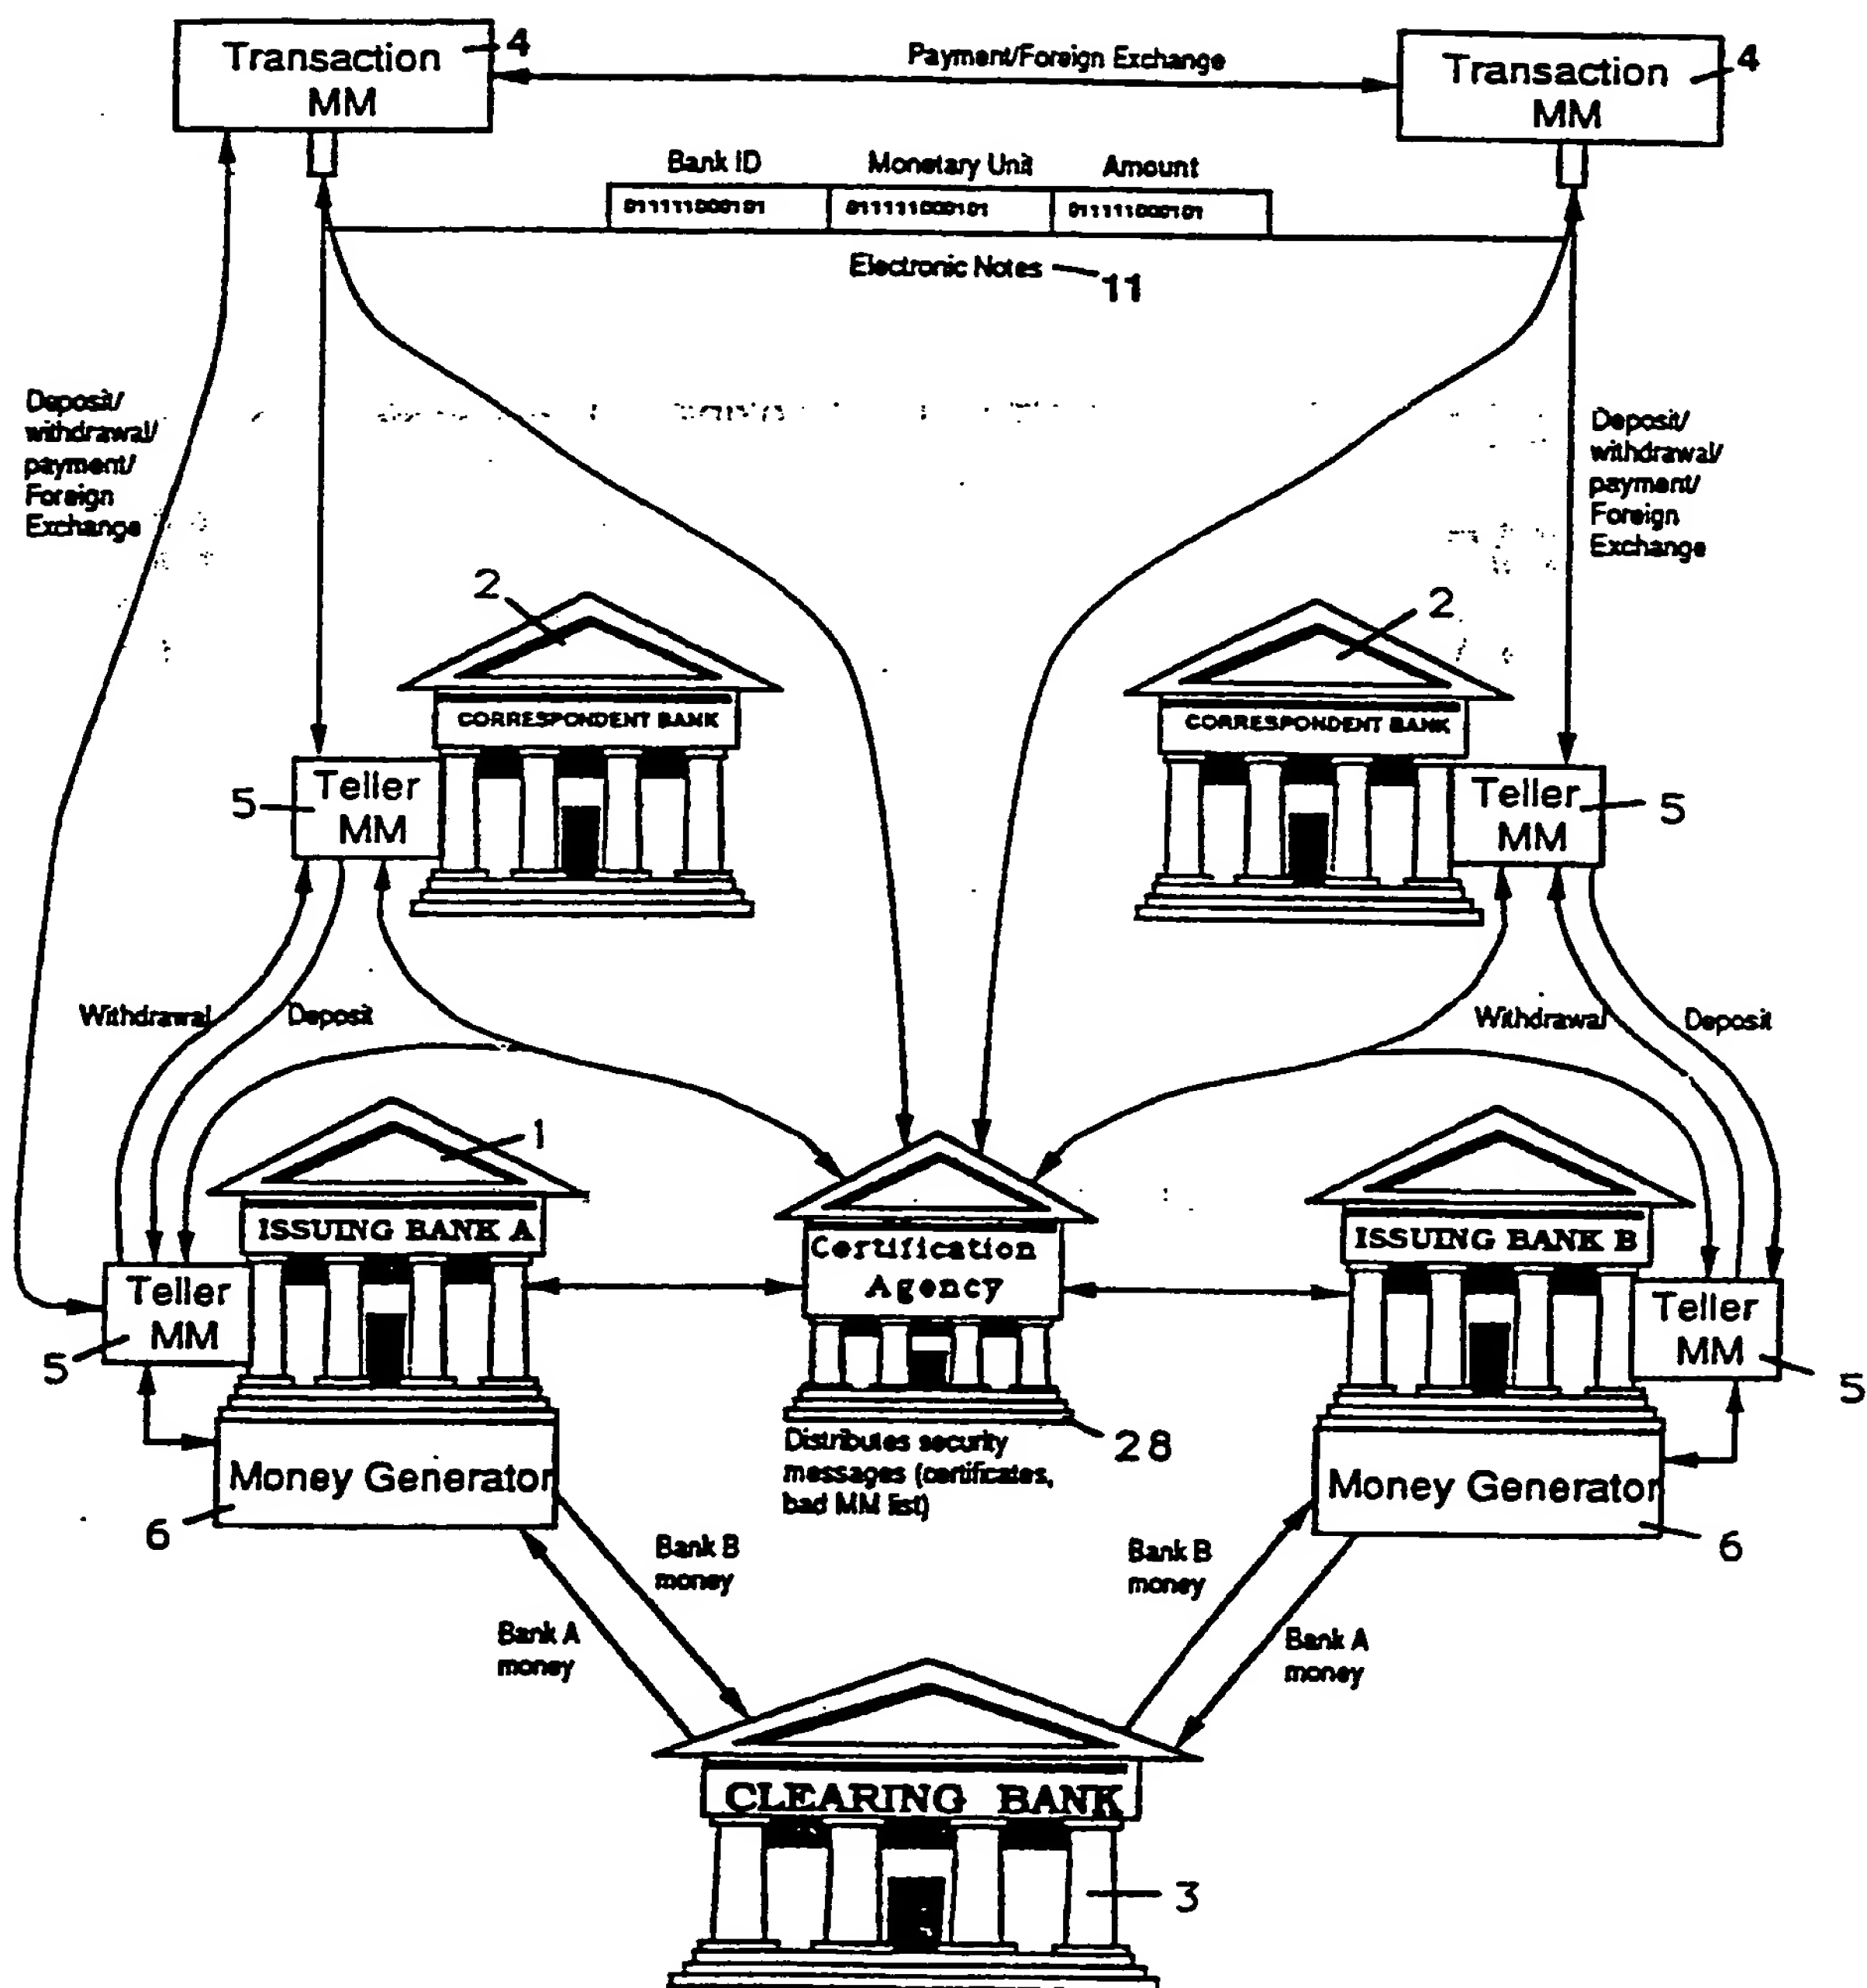 Transaction
MM
4
Payment/Foreign Exchange
Transaction
MM
4
Bank ID
Monetary Unit
Amount
011111000101
011111000101
011111000101
Electronic Notes
11
Deposit/
withdrawal/
payment/
Foreign
Exchange
Deposit/
withdrawal/
payment/
Foreign
Exchange
2
2
CORRESPONDENT BANK
CORRESPONDENT BANK
Teller
MM
5
Teller
MM
5
Withdrawal
Deposit
Withdrawal
Deposit
1
ISSUING BANK A
Certification
Agency
ISSUING BANK B
Teller
MM
5
Teller
MM
5
28
Distributes security
messages (certificates,
bad MM list)
Money Generator
6
Money Generator
6
Bank B
money
Bank B
money
Bank A
money
Bank A
money
CLEARING BANK
3